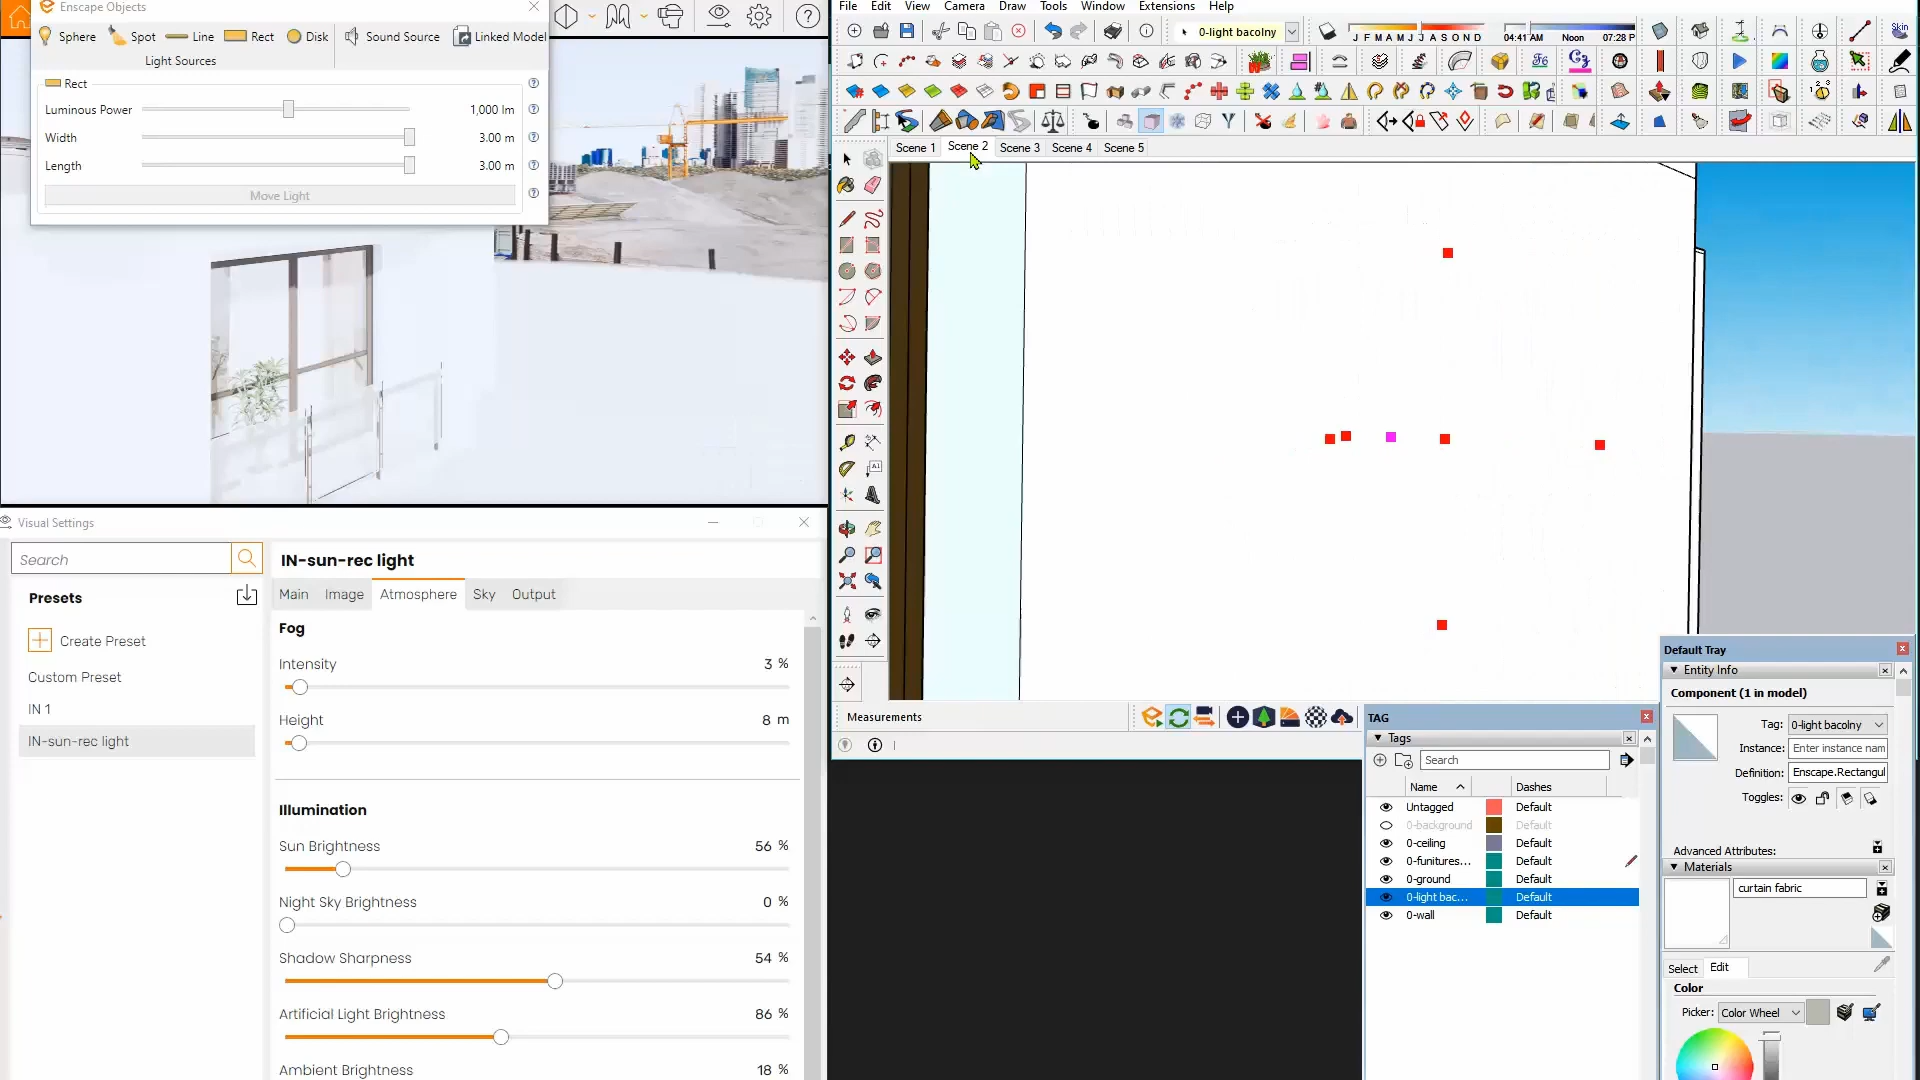 Enscape Objects
Sphere
Spot
Line
Rect
Disk
Sound Source
Linked Model
Light Sources
Rect
Luminous Power
1,000 lm
Width
3.00 m
Length
3.00 m
Move Light
File
Edit
View
Camera
Draw
Tools
Window
Extensions
Help
0-light bacolny
J F M A M J J A S O N D
04:41 AM
Noon
07:28 P
Skin
Scene 1
Scene 2
Scene 3
Scene 4
Scene 5
Visual Settings
Search
Presets
Create Preset
Custom Preset
IN 1
IN-sun-rec light
IN-sun-rec light
Main
Image
Atmosphere
Sky
Output
Fog
Intensity
3 %
Height
8 m
Illumination
Sun Brightness
56 %
Night Sky Brightness
0 %
Shadow Sharpness
54 %
Artificial Light Brightness
86 %
Ambient Brightness
18 %
Measurements
TAG
Tags
Search
Name
Dashes
Untagged
Default
0-background
Default
0-ceiling
Default
0-funitures...
Default
0-ground
Default
0-light bac...
Default
0-wall
Default
Default Tray
Entity Info
Component (1 in model)
Tag:
0-light bacolny
Instance:
Enter instance nam
Definition:
Enscape.Rectangul
Toggles:
Advanced Attributes:
Materials
curtain fabric
Select
Edit
Color
Picker:
Color Wheel